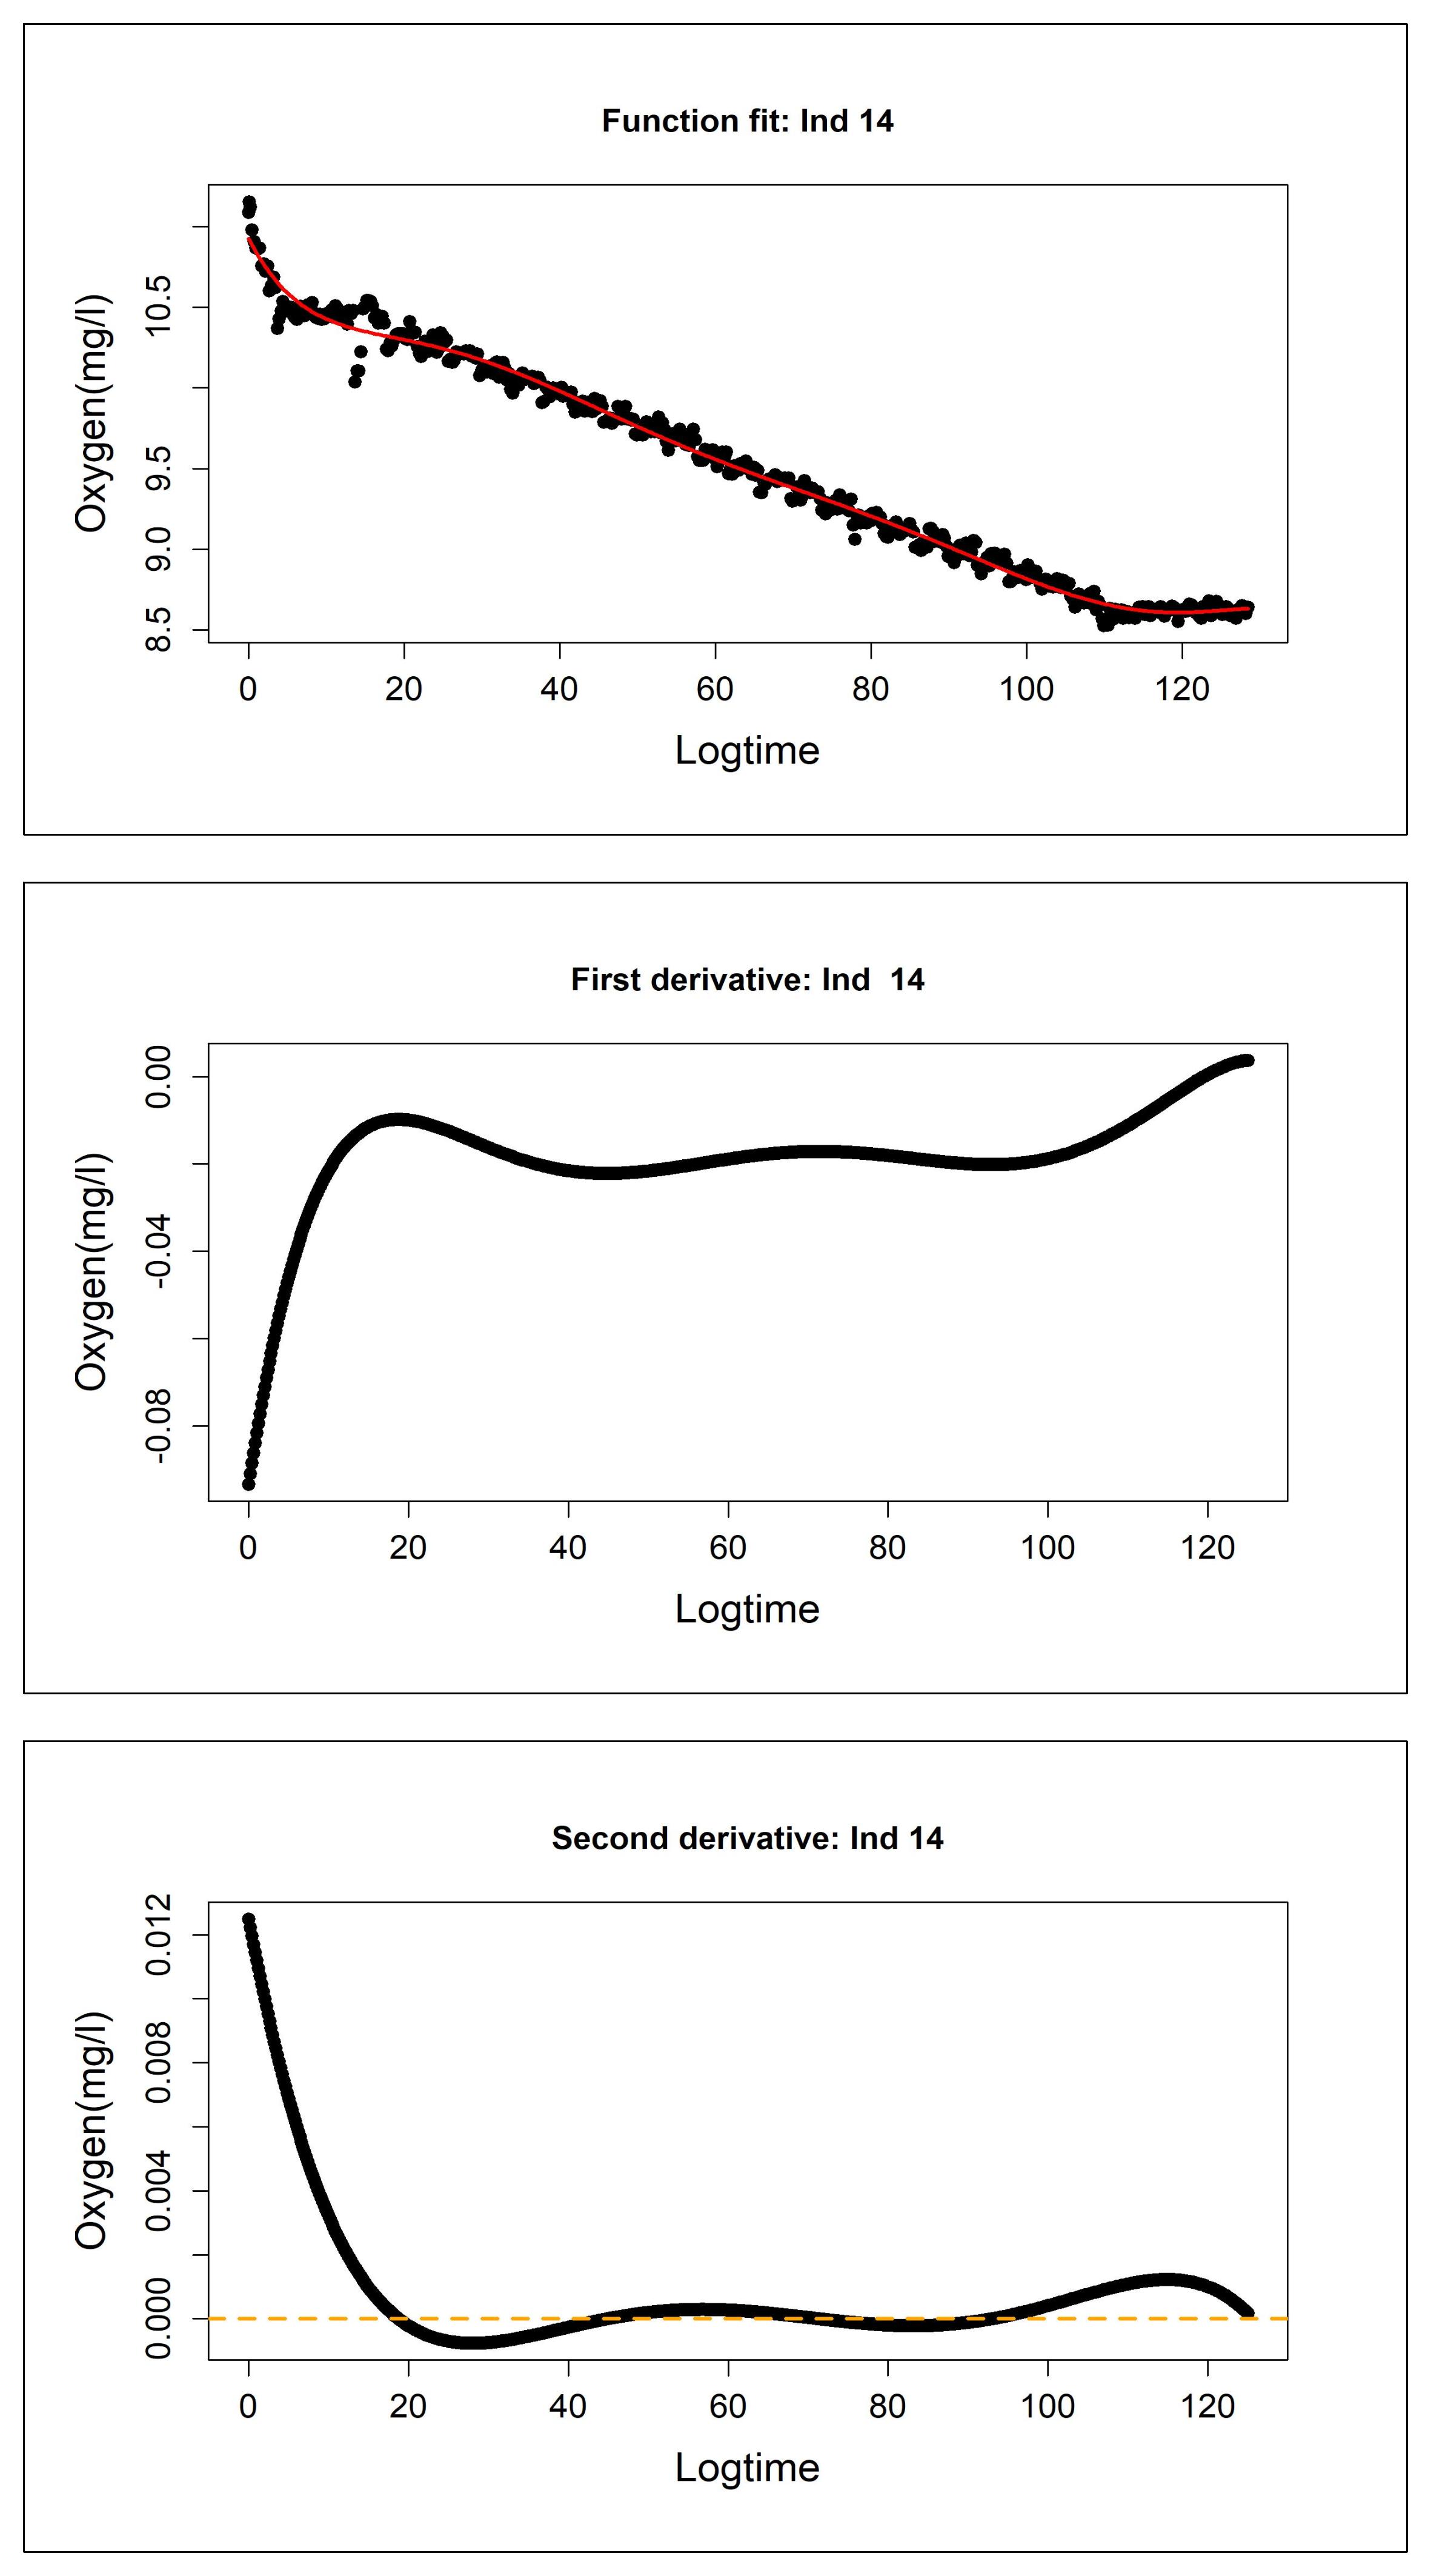 Function fit: Ind 14
Oxygen(mg/l)
10.5
9.5
9.0
8.5
0 20 40 60 80 100 120
Logtime
First derivative: Ind  14
Oxygen(mg/l)
0.00
-0.04
-0.08
0 20 40 60 80 100 120
Logtime
Second derivative: Ind 14
Oxygen(mg/l)
0.012
0.008
0.004
0.000
0 20 40 60 80 100 120
Logtime